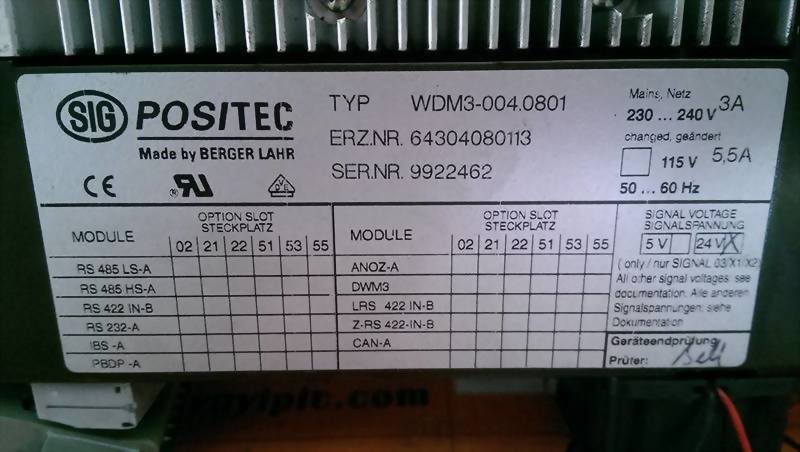 SIG POSITEC
Made by BERGER LAHR
TYP WDM3-004.0801
ERZ.NR. 64304080113
SER.NR. 9922462
Mains, Netz
230 ... 240 V 3A
changed, geändert
115 V 5,5A
50 ... 60 Hz
CE RU VDE
MODULE
OPTION SLOT
STECKPLATZ
02 21 22 51 53 55
RS 485 LS-A
RS 485 HS-A
RS 422 IN-B
RS 232-A
IBS -A
PBDP -A
MODULE
OPTION SLOT
STECKPLATZ
02 21 22 51 53 55
ANOZ-A
DWM3
LRS 422 IN-B
Z-RS 422-IN-B
CAN-A
SIGNAL VOLTAGE
SIGNALSPANNUNG
5 V 24 V X
( only / nur SIGNAL 03/X1/X2)
All other signal voltages: see
documentation. Alle anderen
Signalspannungen: siehe
Dokumentation
Geräteendprüfung
Prüfer: